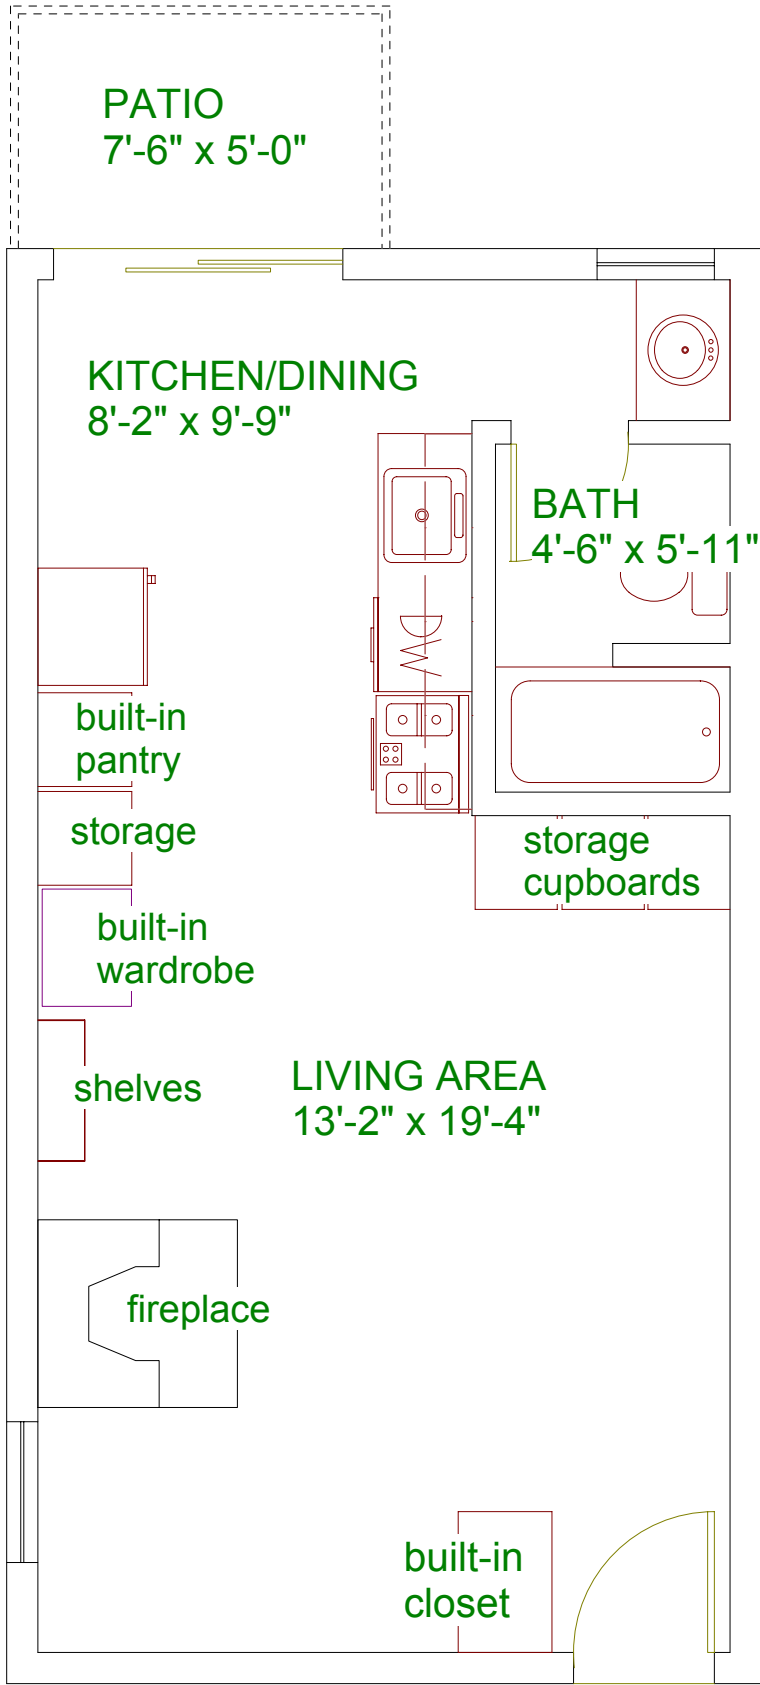 PATIO
7'-6" x 5'-0"
KITCHEN/DINING
8'-2" x 9'-9"
BATH
4'-6" x 5'-11"
built-in
pantry
storage
storage
cupboards
built-in
wardrobe
shelves
LIVING AREA
13'-2" x 19'-4"
fireplace
built-in
closet